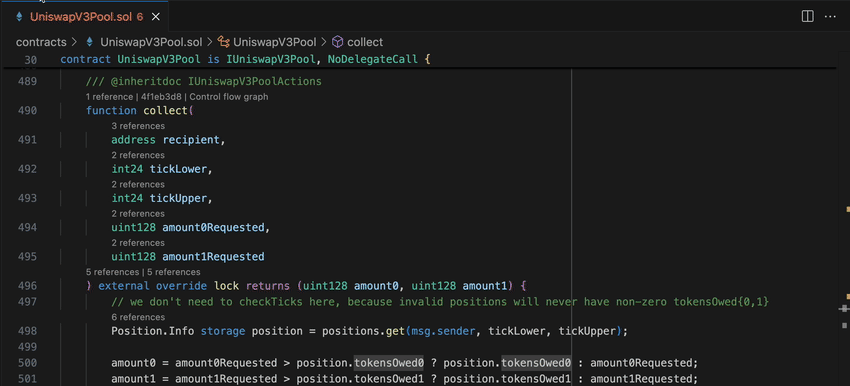 UniswapV3Pool.sol 6
contracts > UniswapV3Pool.sol > UniswapV3Pool > collect
30 contract UniswapV3Pool is IUniswapV3Pool, NoDelegateCall {
489 /// @inheritdoc IUniswapV3PoolActions
1 reference | 4f1eb3d8 | Control flow graph
490 function collect(
3 references
491 address recipient,
2 references
492 int24 tickLower,
2 references
493 int24 tickUpper,
2 references
494 uint128 amount0Requested,
2 references
495 uint128 amount1Requested
5 references | 5 references
496 ) external override lock returns (uint128 amount0, uint128 amount1) {
497 // we don't need to checkTicks here, because invalid positions will never have non-zero tokensOwed{0,1}
6 references
498 Position.Info storage position = positions.get(msg.sender, tickLower, tickUpper);
499
500 amount0 = amount0Requested > position.tokensOwed0 ? position.tokensOwed0 : amount0Requested;
501 amount1 = amount1Requested > position.tokensOwed1 ? position.tokensOwed1 : amount1Requested;